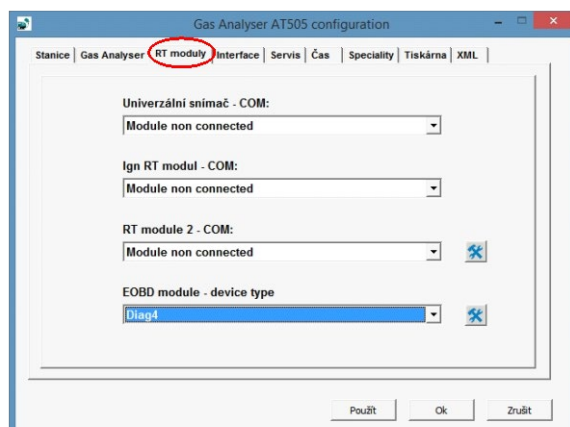 Gas Analyser AT505 configuration
Stanice Gas Analyser RT moduly Interface Servis Čas Speciality Tiskárna XML
Univerzální snímač - COM:
Module non connected
Ign RT modul - COM:
Module non connected
RT module 2 - COM:
Module non connected
EOBD module - device type
Diag4
Použít Ok Zrušit